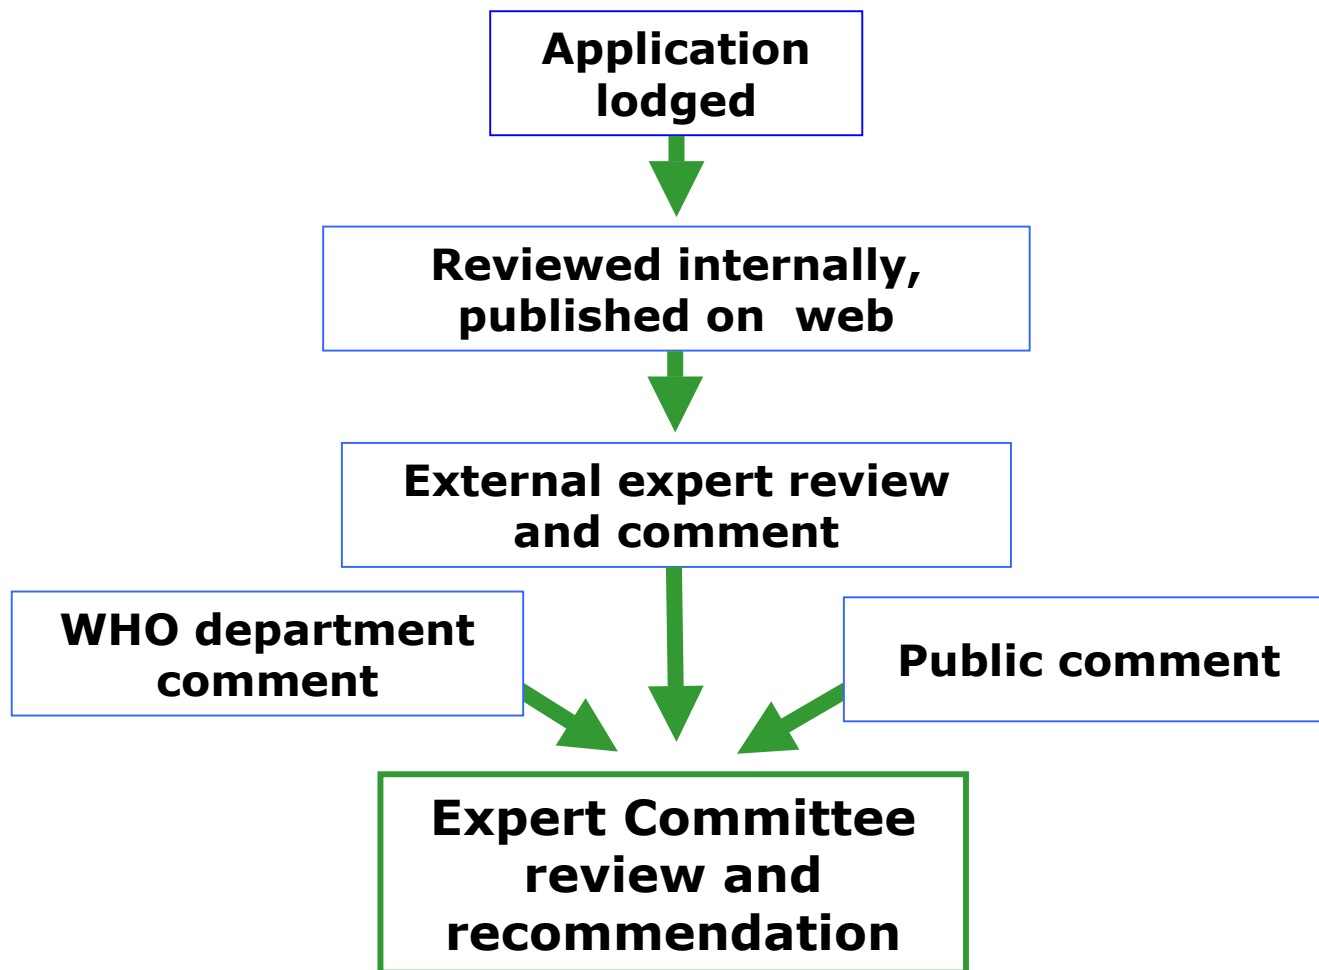 Application
lodged
Reviewed internally,
published on  web
External expert review
and comment
WHO department
comment
Public comment
Expert Committee
review and
recommendation